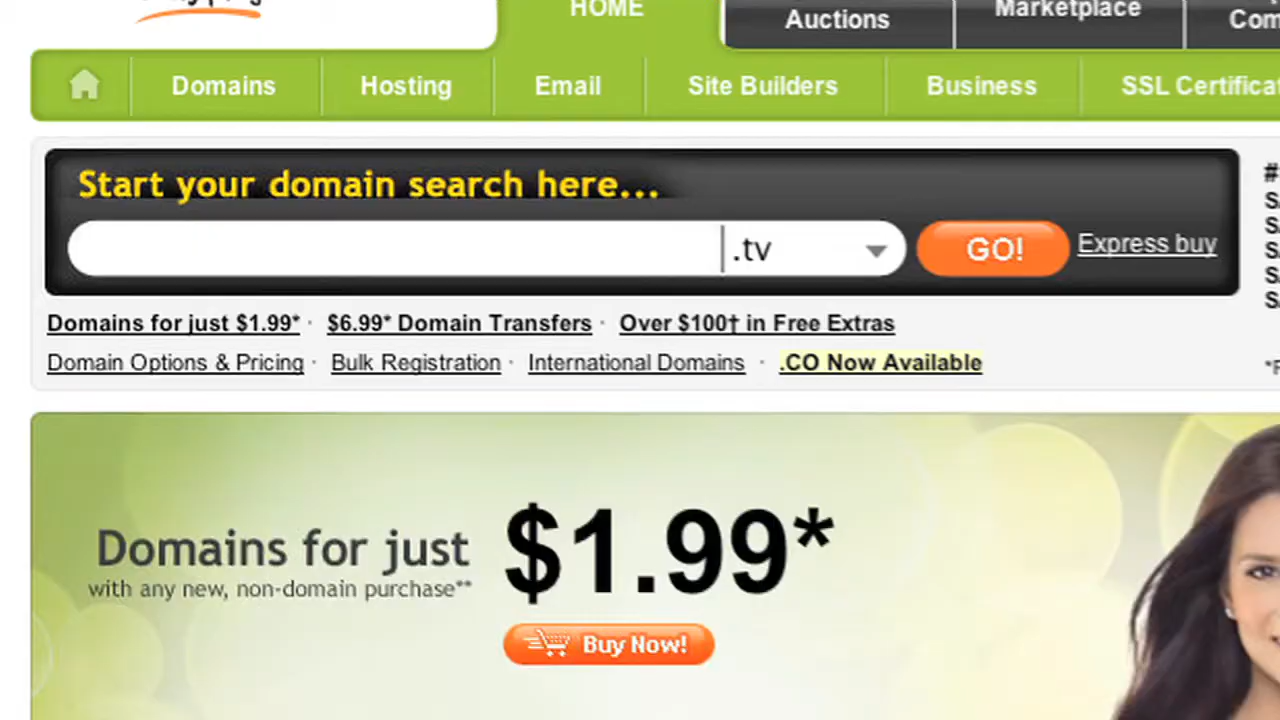 HOME
Auctions
Marketplace
Domains
Hosting
Email
Site Builders
Business
SSL Certificat
Start your domain search here...
.tv
GO!
Express buy
Domains for just $1.99* · $6.99* Domain Transfers · Over $100† in Free Extras
Domain Options & Pricing · Bulk Registration · International Domains · .CO Now Available
Domains for just $1.99*
with any new, non-domain purchase**
Buy Now!